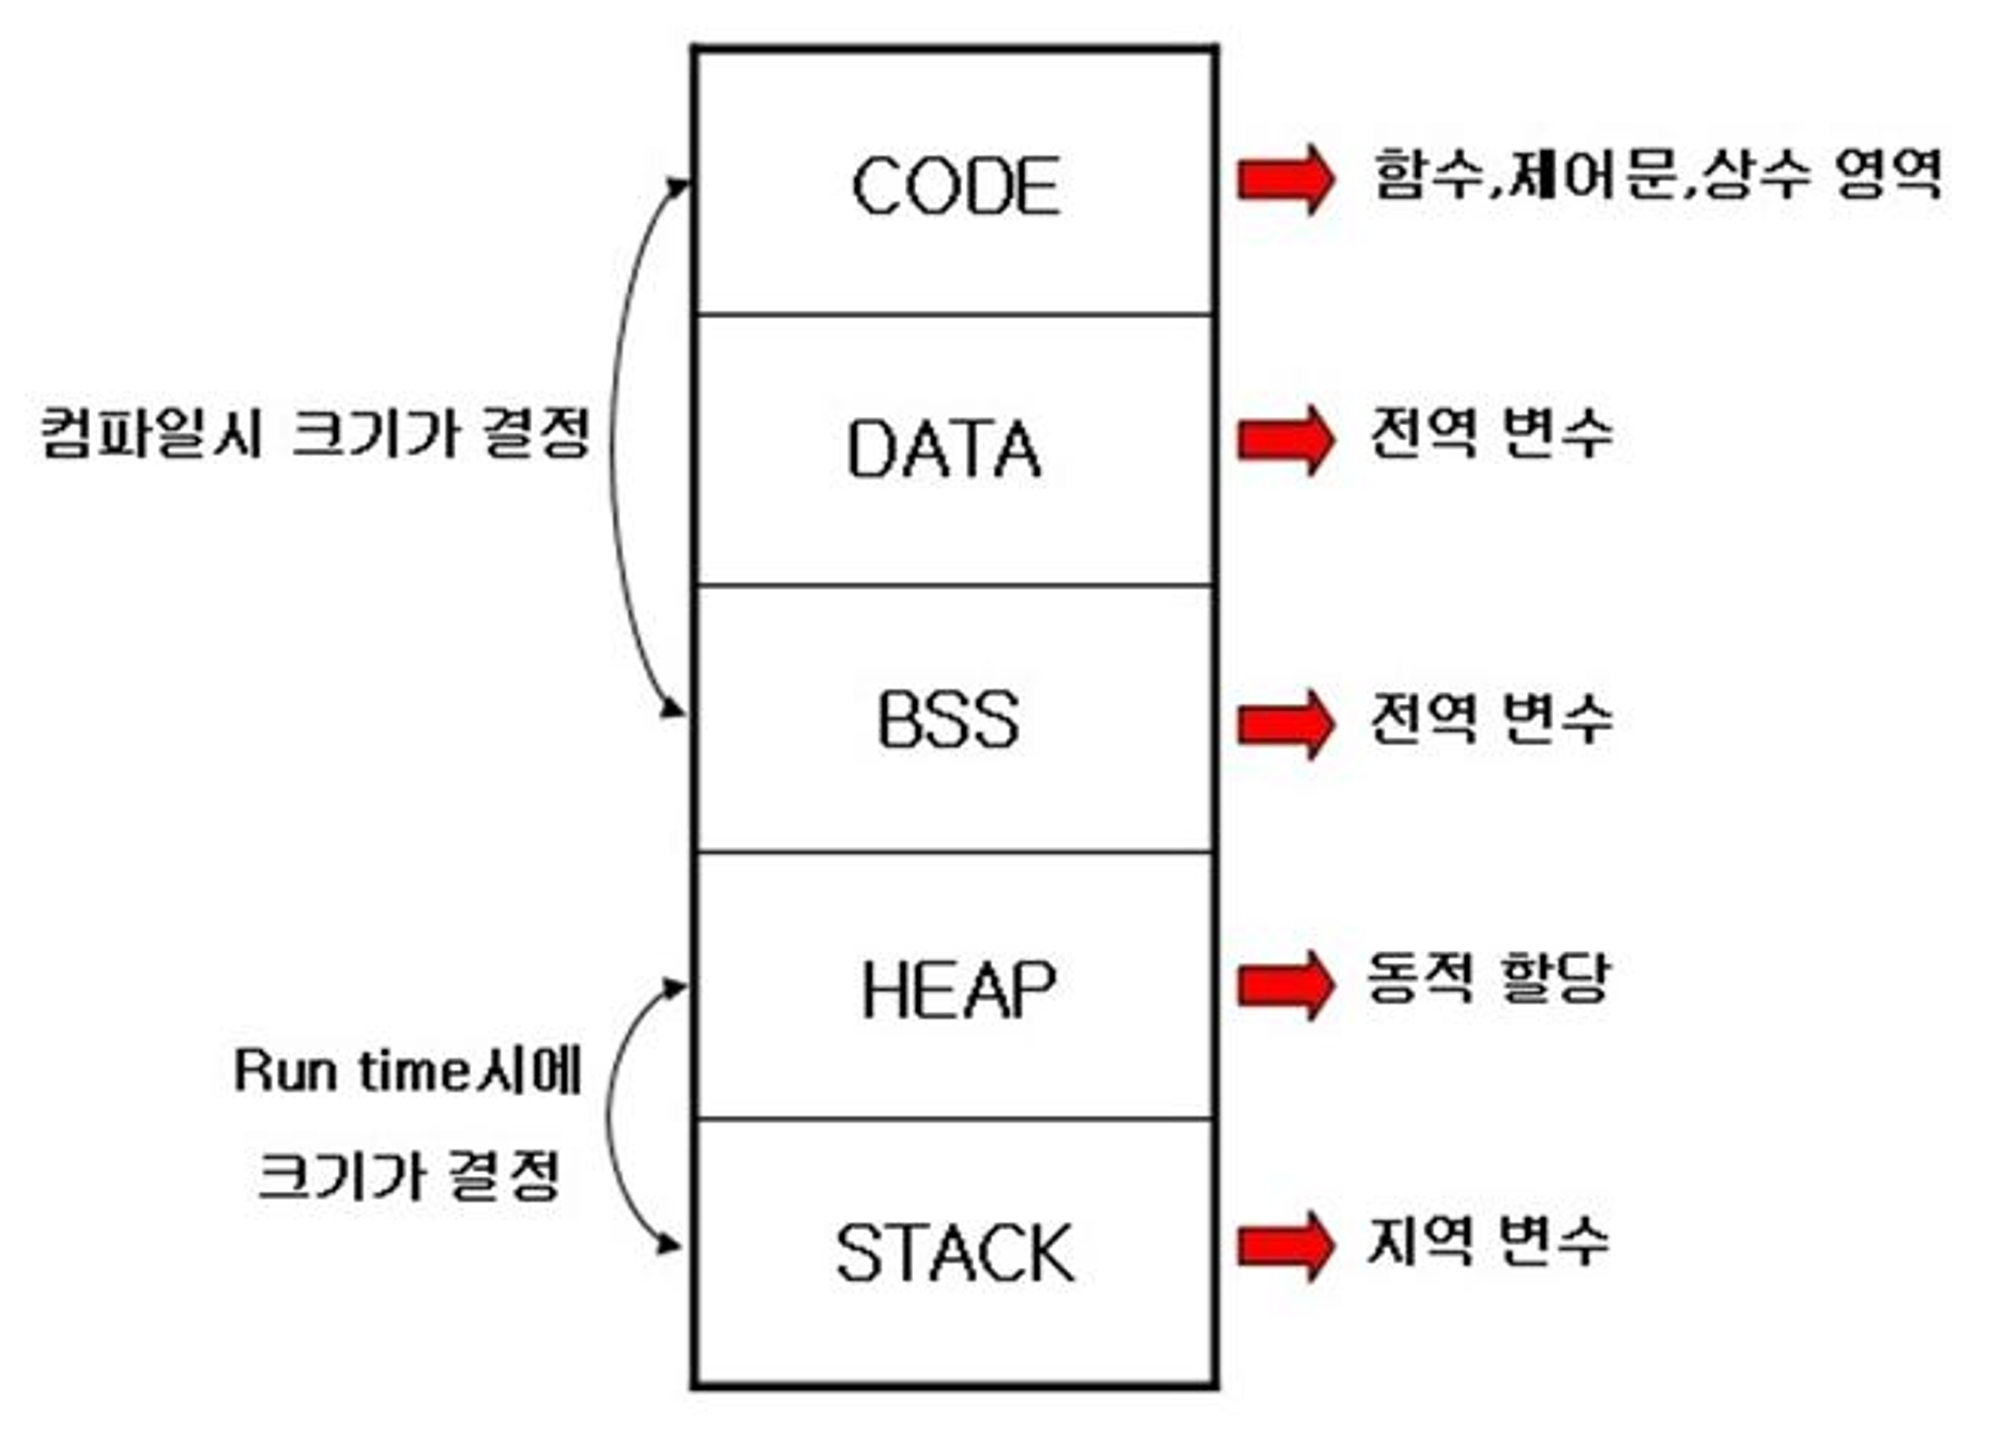 CODE
함수,제어문,상수 영역
컴파일시 크기가 결정
DATA
전역 변수
BSS
전역 변수
HEAP
동적 할당
Run time시에
크기가 결정
STACK
지역 변수